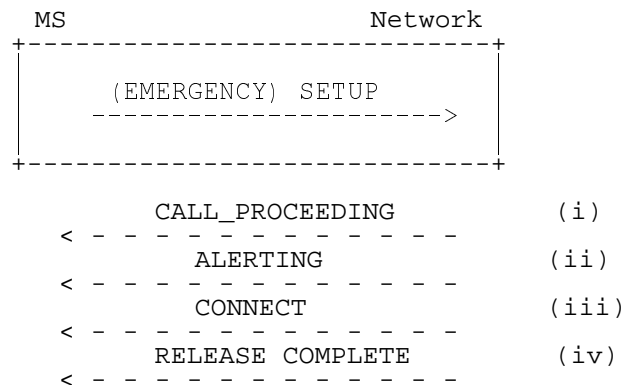 MS Network
(EMERGENCY) SETUP
CALL_PROCEEDING (i)
ALERTING (ii)
CONNECT (iii)
RELEASE COMPLETE (iv)